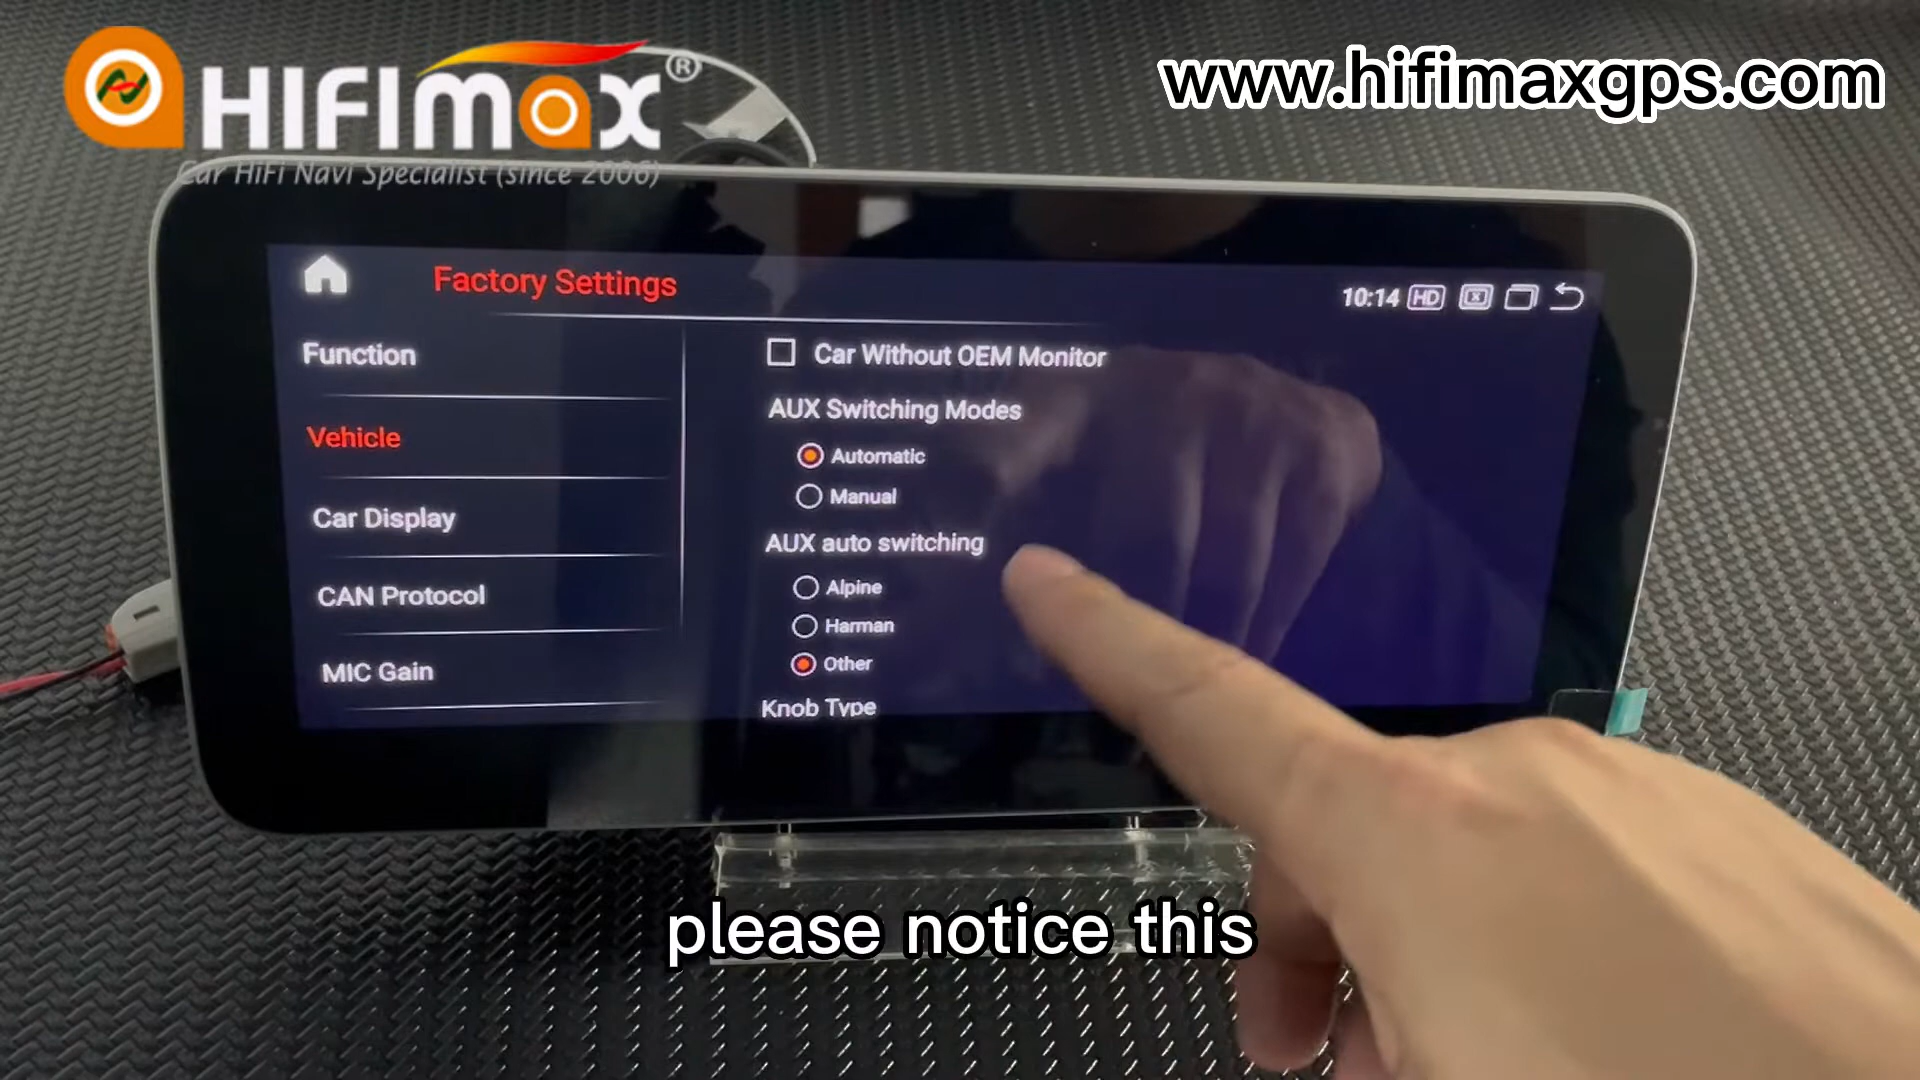 HIFIMAX®
Car HiFi Navi Specialist (since 2006)
www.hifimaxgps.com
Factory Settings
10:14 HD
Function
Vehicle
Car Display
CAN Protocol
MIC Gain
Car Without OEM Monitor
AUX Switching Modes
Automatic
Manual
AUX auto switching
Alpine
Harman
Other
Knob Type
please notice this